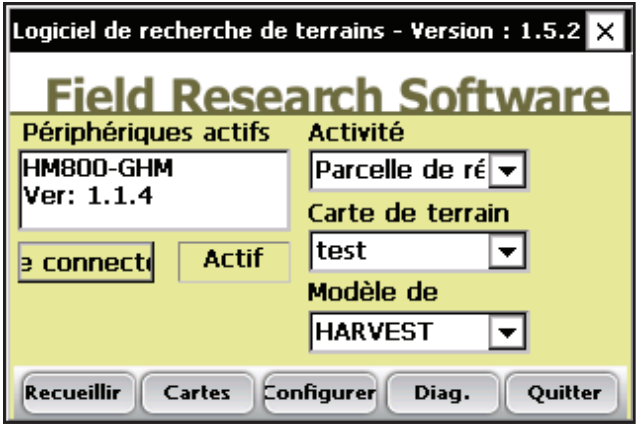 Logiciel de recherche de terrains - Version : 1.5.2
Field Research Software
Périphériques actifs
HM800-GHM
Ver: 1.1.4
e connecte
Actif
Activité
Parcelle de ré
Carte de terrain
test
Modèle de
HARVEST
Recueillir
Cartes
Configurer
Diag.
Quitter